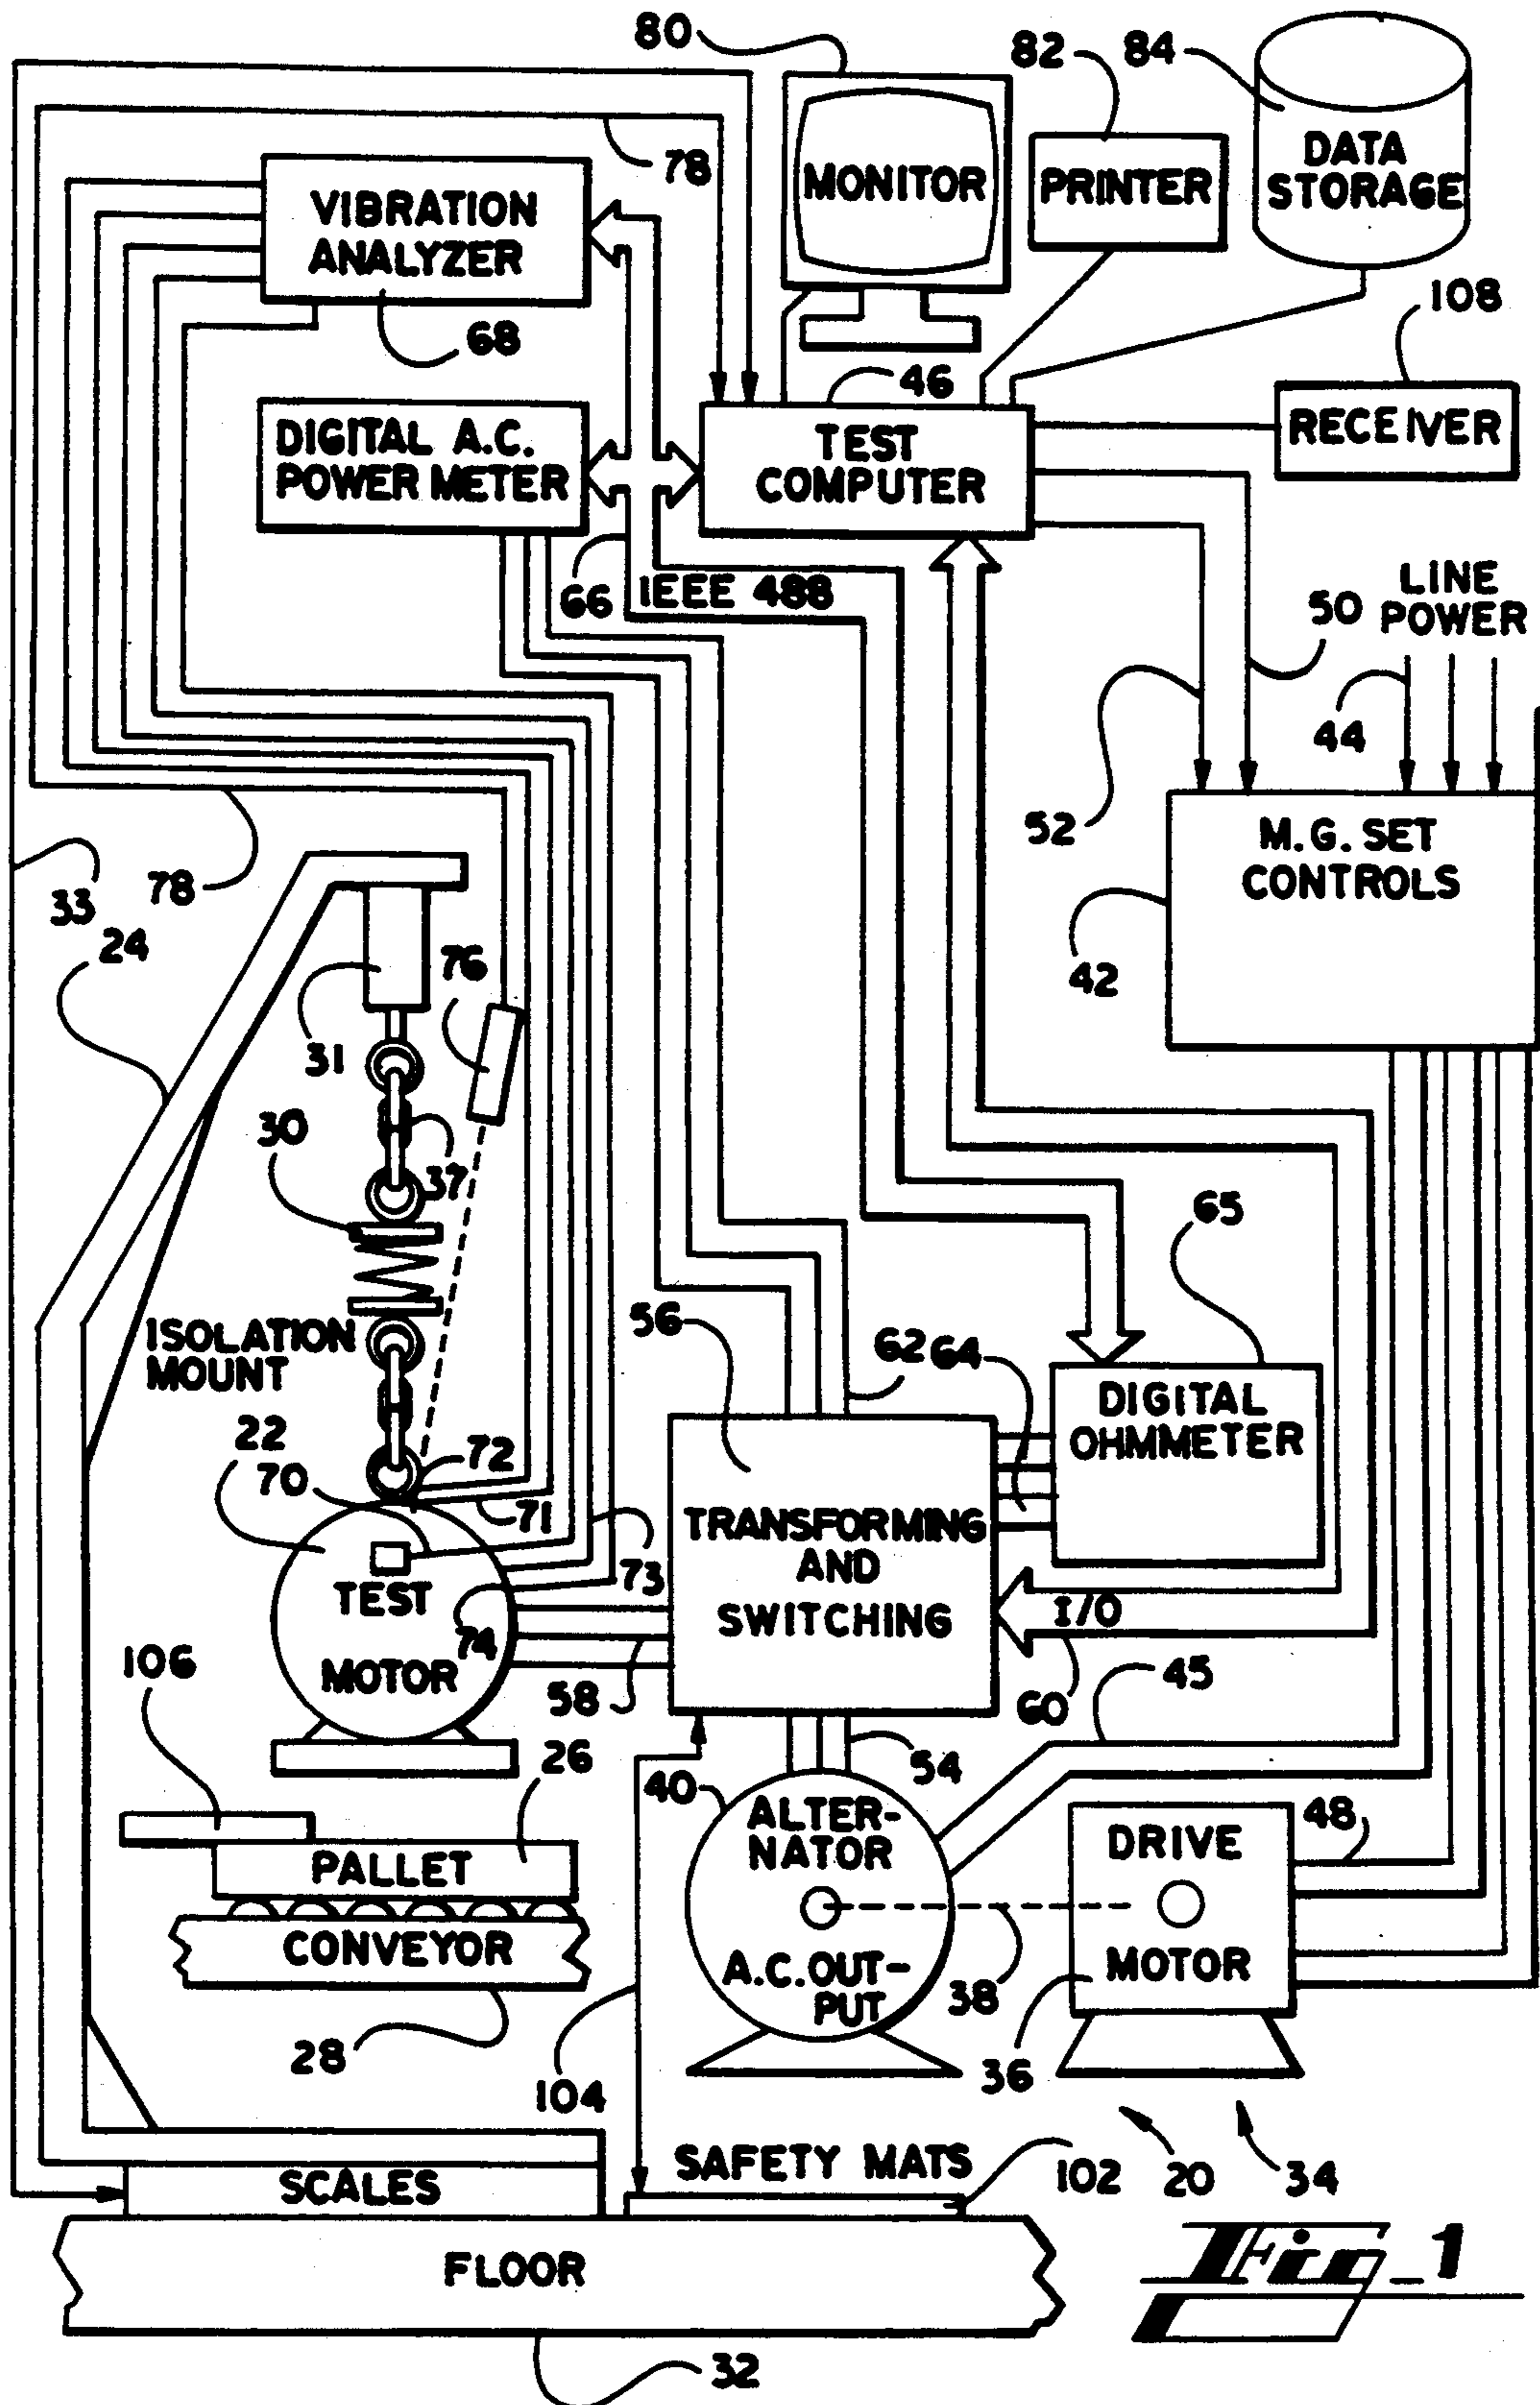 80
82
84
DATA
STORAGE
78
MONITOR
PRINTER
VIBRATION
ANALYZER
68
108
46
RECEIVER
DIGITAL A.C.
POWER METER
TEST
COMPUTER
66
IEEE 488
50
LINE
POWER
44
52
M.G. SET
CONTROLS
42
33
78
24
76
31
30
37
65
ISOLATION
MOUNT
56
62
64
DIGITAL
OHMMETER
22
70
72
71
73
TRANSFORMING
AND
SWITCHING
TEST
MOTOR
74
I/O
106
58
60
45
26
54
40
ALTER-
NATOR
A.C. OUT-
PUT
48
DRIVE
MOTOR
PALLET
CONVEYOR
38
28
36
104
SAFETY MATS
102
20
34
SCALES
FLOOR
Fig_1
32